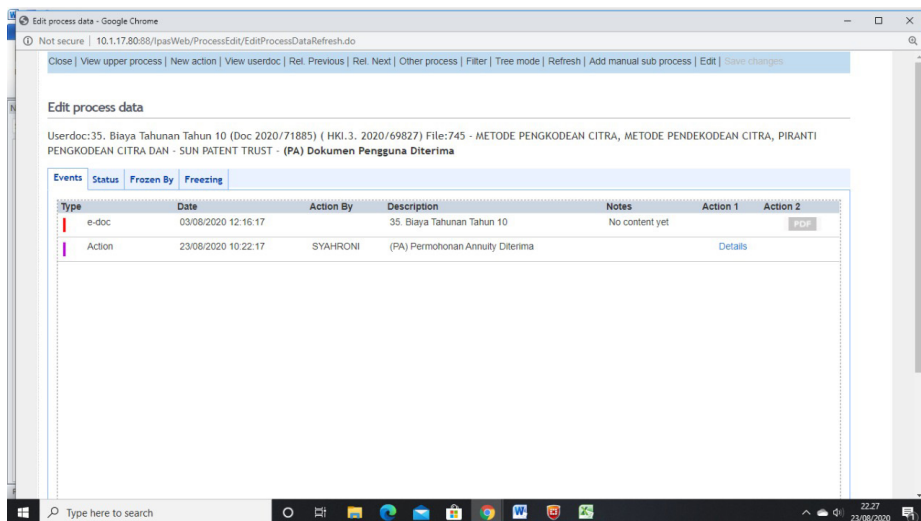 Edit process data - Google Chrome
Not secure | 10.1.17.80:88/IpasWeb/ProcessEdit/EditProcessDataRefresh.do
Close | View upper process | New action | View userdoc | Rel. Previous | Rel. Next | Other process | Filter | Tree mode | Refresh | Add manual sub process | Edit | Save changes
Edit process data
Userdoc:35. Biaya Tahunan Tahun 10 (Doc 2020/71885) ( HKI.3. 2020/69827) File:745 - METODE PENGKODEAN CITRA, METODE PENDEKODEAN CITRA, PIRANTI
PENGKODEAN CITRA DAN - SUN PATENT TRUST - (PA) Dokumen Pengguna Diterima
Events Status Frozen By Freezing
Type Date Action By Description Notes Action 1 Action 2
e-doc 03/08/2020 12:16:17 35. Biaya Tahunan Tahun 10 No content yet PDF
Action 23/08/2020 10:22:17 SYAHRONI (PA) Permohonan Annuity Diterima Details
Type here to search
22.27
23/08/2020